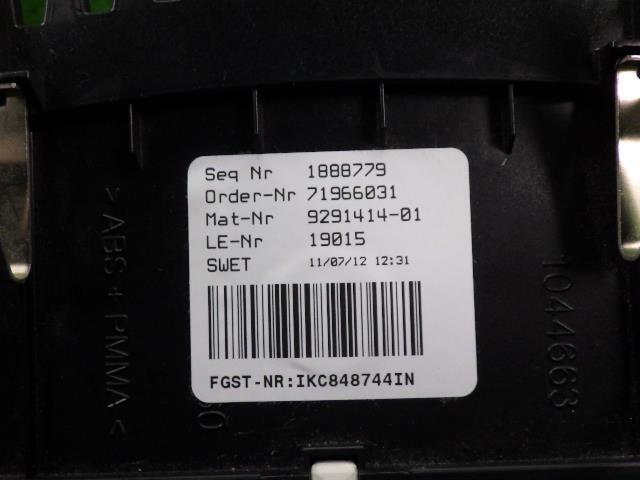 Seq Nr 1888779
Order-Nr 71966031
Mat-Nr 9291414-01
LE-Nr 19015
SWET 11/07/12 12:31
FGST-NR:IKC848744IN
> ABS + PMMA <
1044663